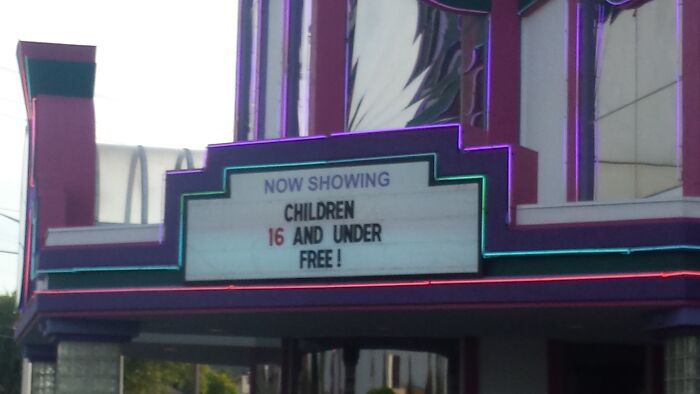 NOW SHOWING
CHILDREN
16 AND UNDER
FREE!